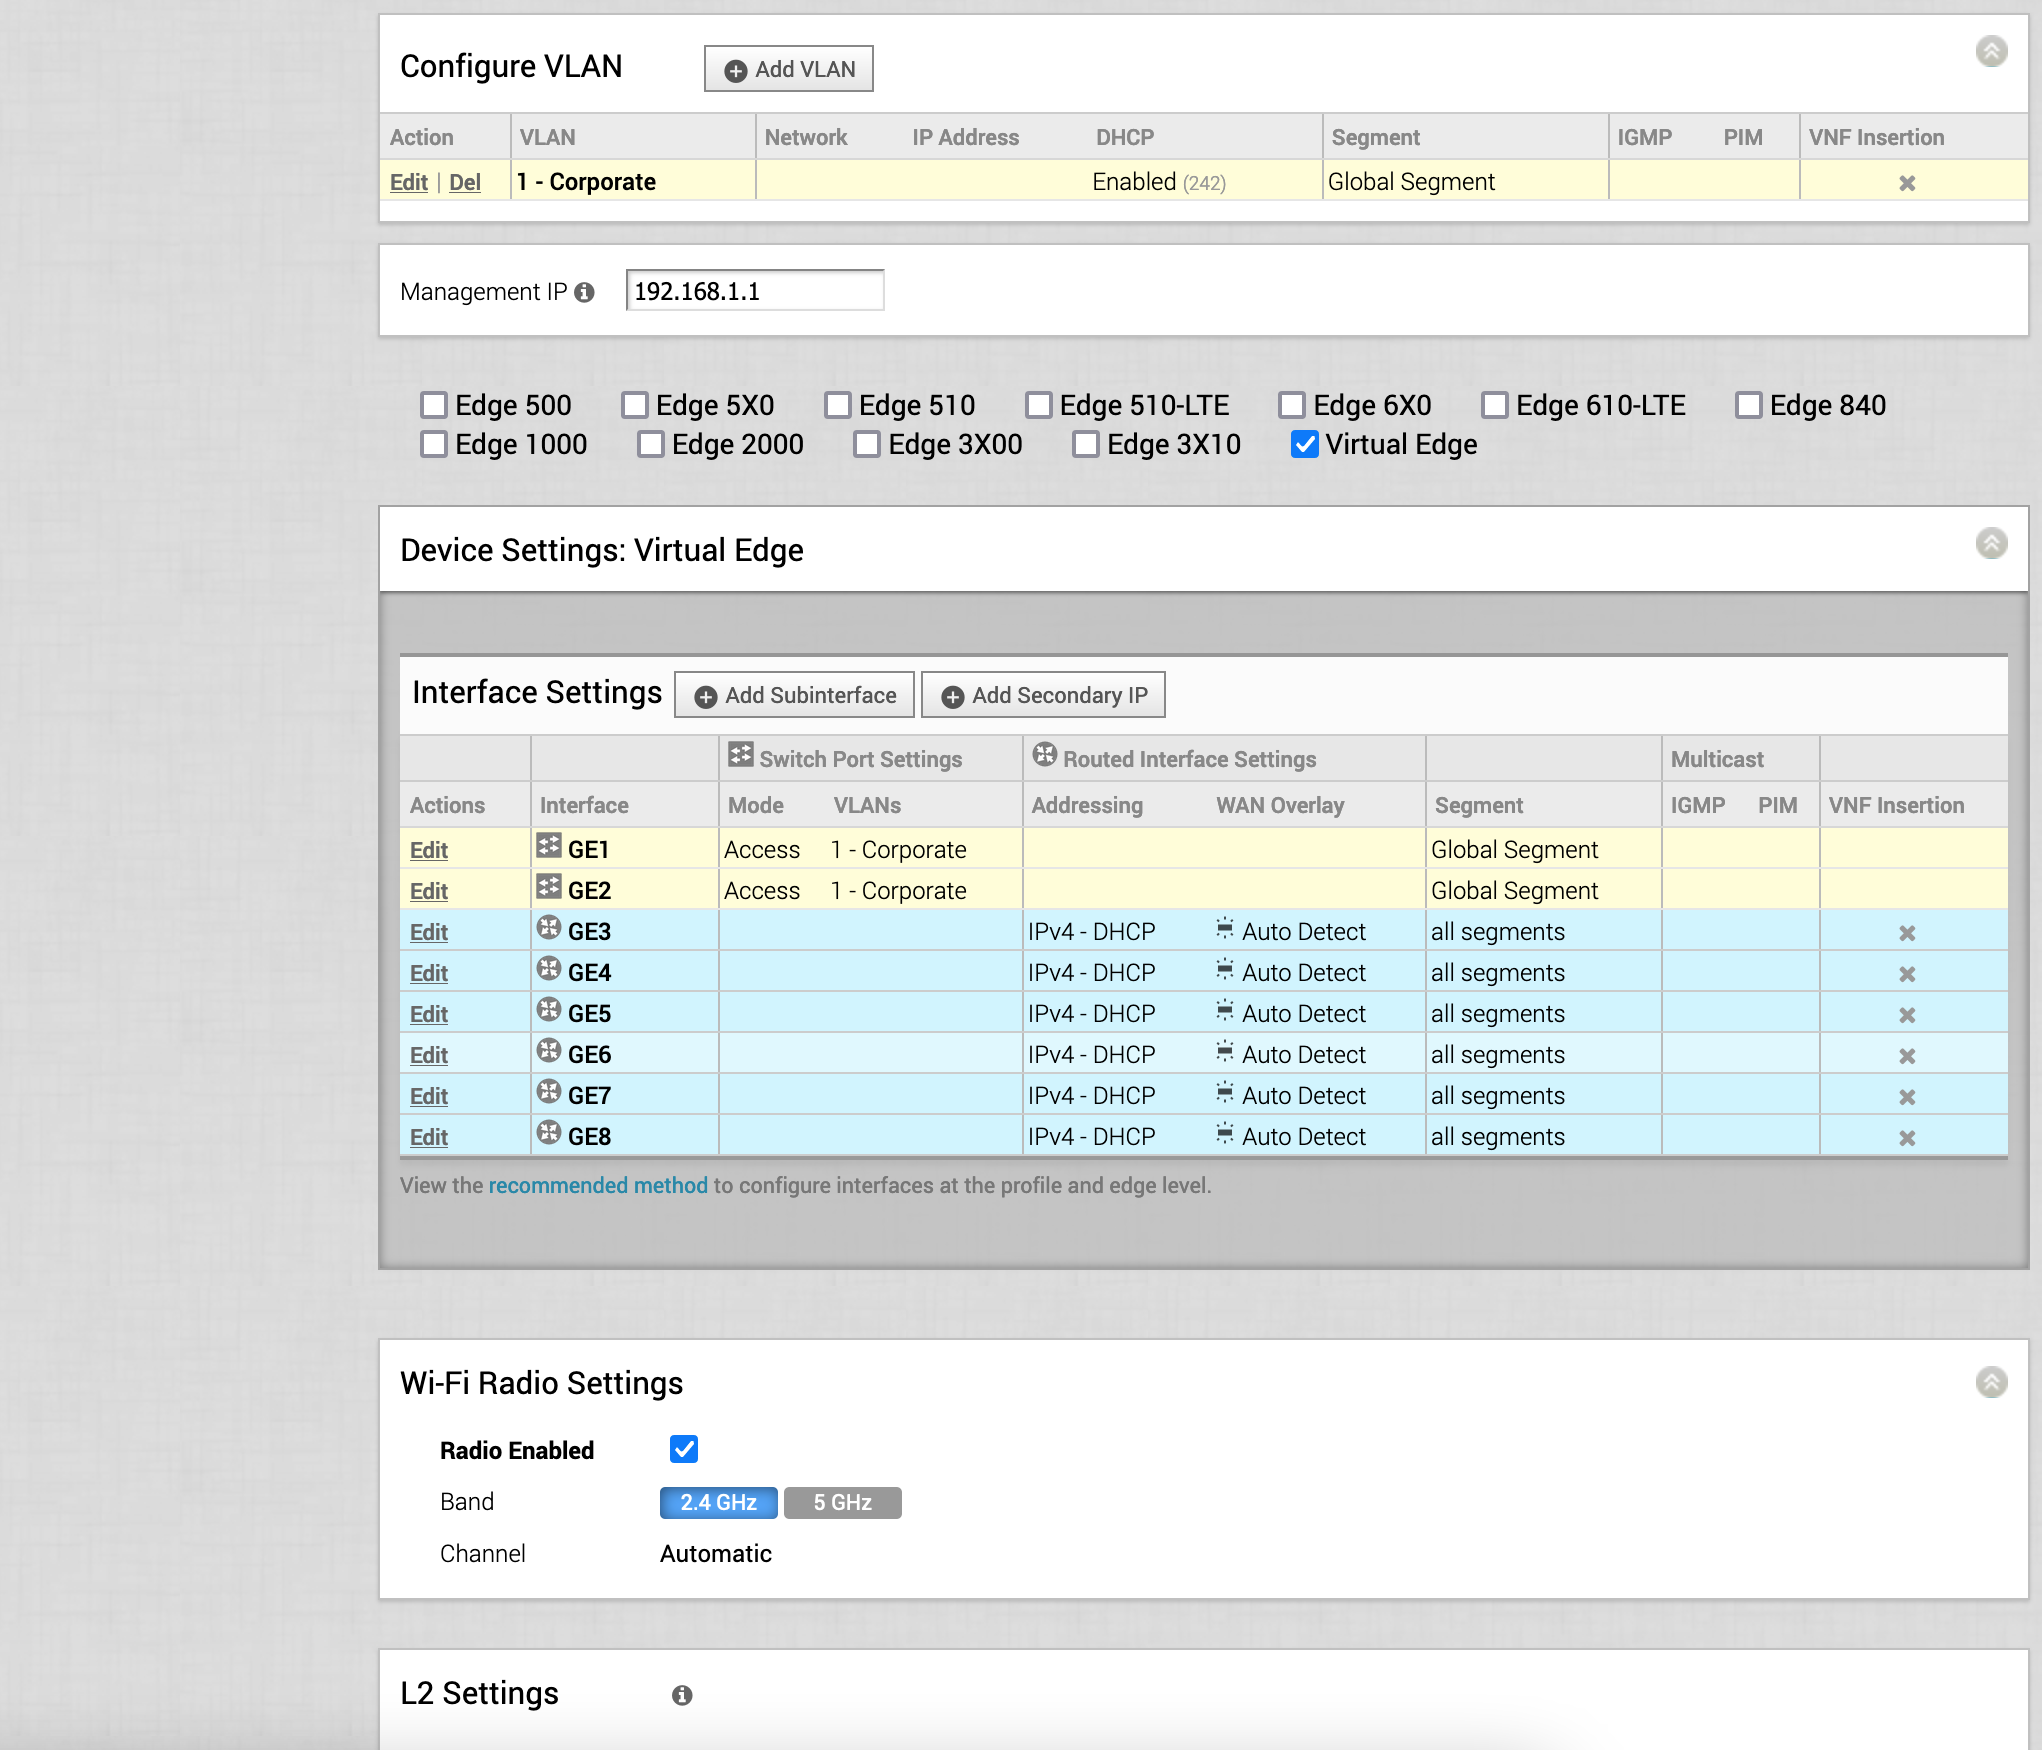 Configure VLAN Add VLAN
Action VLAN Network IP Address DHCP Segment IGMP PIM VNF Insertion
Edit | Del 1 - Corporate Enabled (242) Global Segment
Management IP 192.168.1.1
Edge 500 Edge 5X0 Edge 510 Edge 510-LTE Edge 6X0 Edge 610-LTE Edge 840
Edge 1000 Edge 2000 Edge 3X00 Edge 3X10 Virtual Edge
Device Settings: Virtual Edge
Interface Settings Add Subinterface Add Secondary IP
Switch Port Settings Routed Interface Settings Multicast
Actions Interface Mode VLANs Addressing WAN Overlay Segment IGMP PIM VNF Insertion
Edit GE1 Access 1 - Corporate Global Segment
Edit GE2 Access 1 - Corporate Global Segment
Edit GE3 IPv4 - DHCP Auto Detect all segments
Edit GE4 IPv4 - DHCP Auto Detect all segments
Edit GE5 IPv4 - DHCP Auto Detect all segments
Edit GE6 IPv4 - DHCP Auto Detect all segments
Edit GE7 IPv4 - DHCP Auto Detect all segments
Edit GE8 IPv4 - DHCP Auto Detect all segments
View the recommended method to configure interfaces at the profile and edge level.
Wi-Fi Radio Settings
Radio Enabled
Band 2.4 GHz 5 GHz
Channel Automatic
L2 Settings